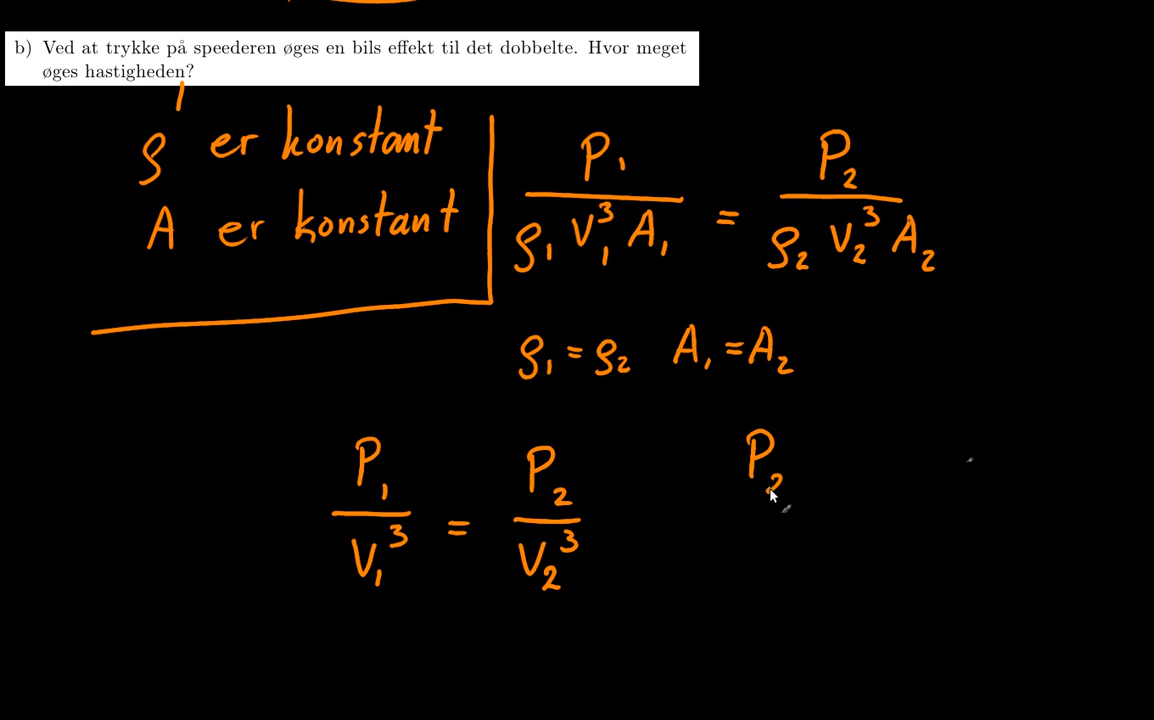 b) Ved at trykke på speederen øges en bils effekt til det dobbelte. Hvor meget
øges hastigheden?
ρ er konstant
A er konstant
P₁ / (ρ₁ V₁³ A₁) = P₂ / (ρ₂ V₂³ A₂)
ρ₁ = ρ₂ A₁ = A₂
P₁ / V₁³ = P₂ / V₂³
P₂